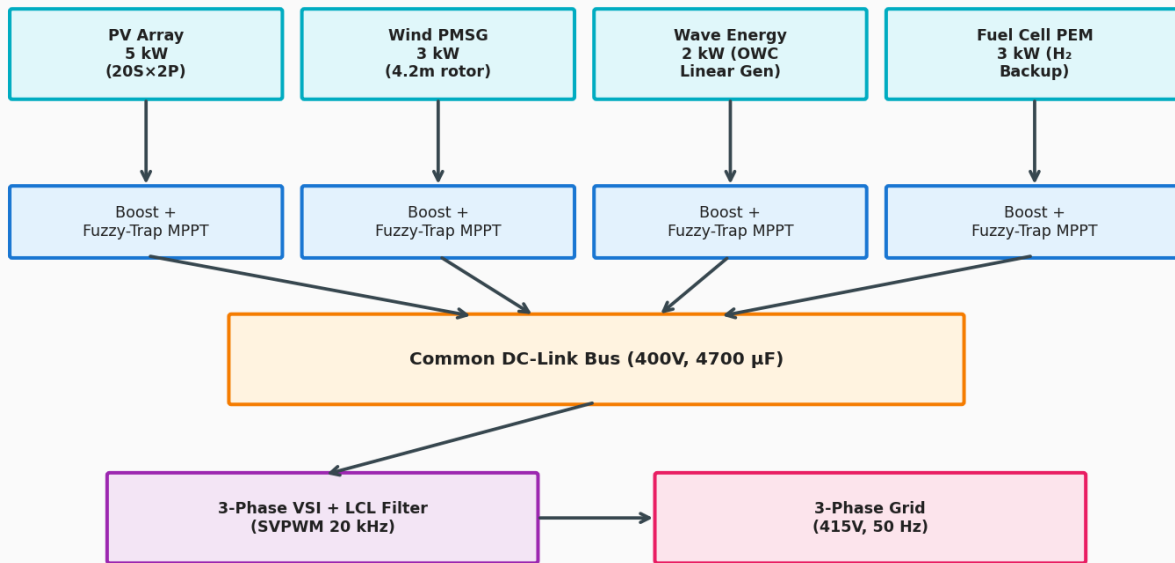 PV Array
5 kW
(20S×2P)
Wind PMSG
3 kW
(4.2m rotor)
Wave Energy
2 kW (OWC
Linear Gen)
Fuel Cell PEM
3 kW (H₂
Backup)
Boost +
Fuzzy-Trap MPPT
Boost +
Fuzzy-Trap MPPT
Boost +
Fuzzy-Trap MPPT
Boost +
Fuzzy-Trap MPPT
Common DC-Link Bus (400V, 4700 μF)
3-Phase VSI + LCL Filter
(SVPWM 20 kHz)
3-Phase Grid
(415V, 50 Hz)